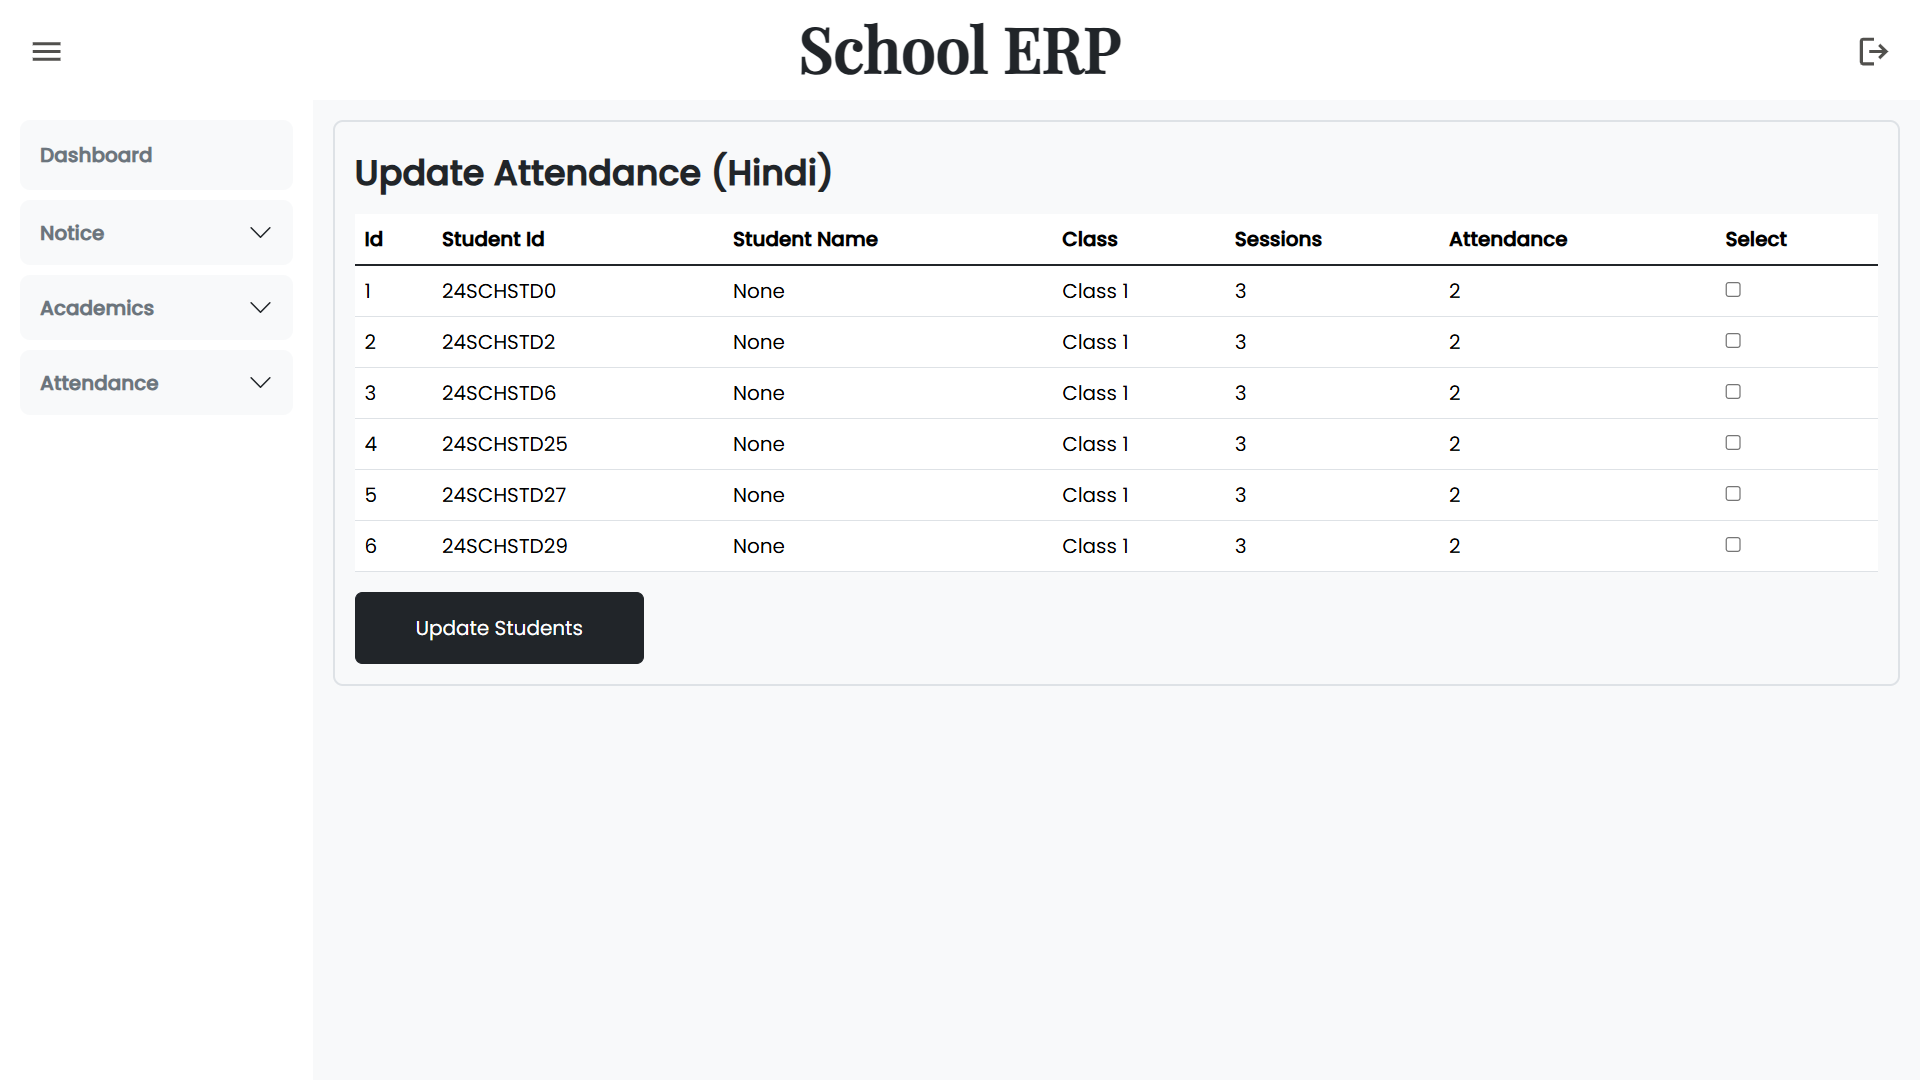 School ERP
Dashboard
Notice
Academics
Attendance
Update Attendance (Hindi)
Id Student Id Student Name Class Sessions Attendance Select
1 24SCHSTD0 None Class 1 3 2
2 24SCHSTD2 None Class 1 3 2
3 24SCHSTD6 None Class 1 3 2
4 24SCHSTD25 None Class 1 3 2
5 24SCHSTD27 None Class 1 3 2
6 24SCHSTD29 None Class 1 3 2
Update Students